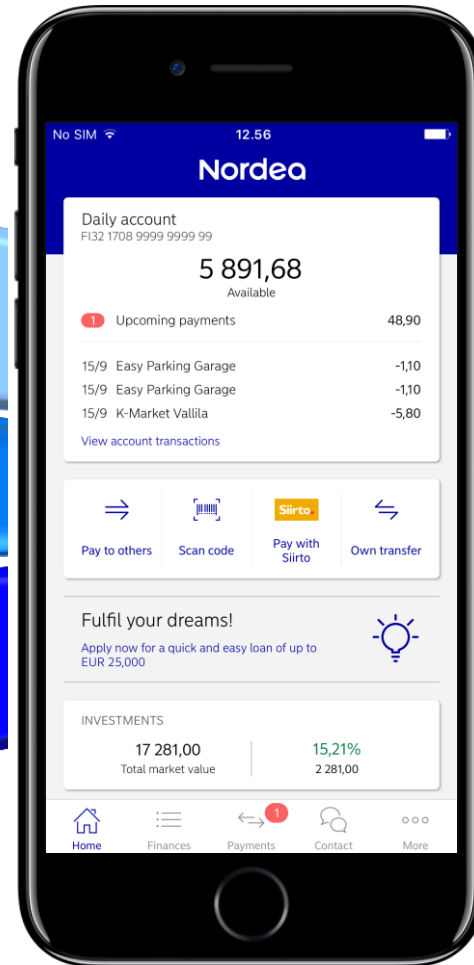 No SIM 12.56
Nordea
Daily account
FI32 1708 9999 9999 99
5 891,68
Available
1 Upcoming payments 48,90
15/9 Easy Parking Garage -1,10
15/9 Easy Parking Garage -1,10
15/9 K-Market Vallila -5,80
View account transactions
Siirto.
Pay to others Scan code Pay with Siirto Own transfer
Fulfil your dreams!
Apply now for a quick and easy loan of up to
EUR 25,000
INVESTMENTS
17 281,00 15,21%
Total market value 2 281,00
1
Home Finances Payments Contact More